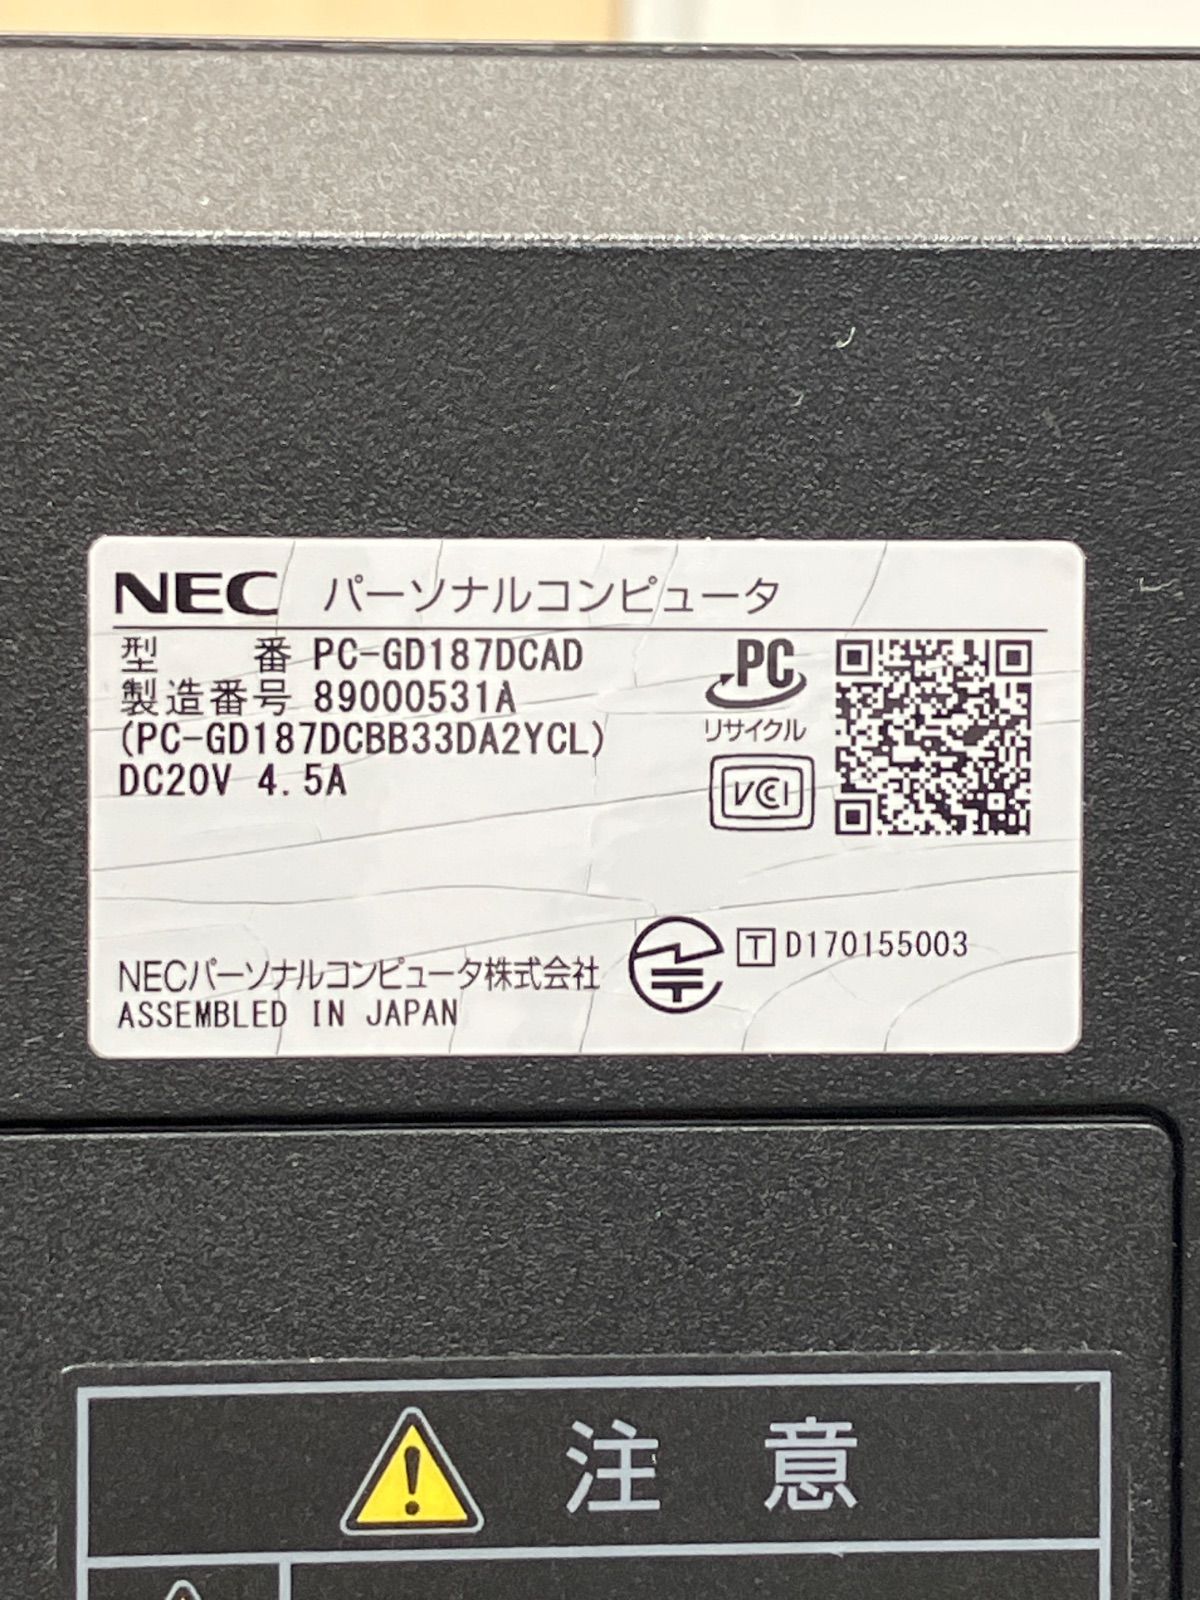 NEC パーソナルコンピュータ
型 番 PC-GD187DCAD
製造番号 89000531A
(PC-GD187DCBB33DA2YCL)
DC20V 4.5A
PC
リサイクル
VCCI
T D170155003
NECパーソナルコンピュータ株式会社
ASSEMBLED IN JAPAN
注 意